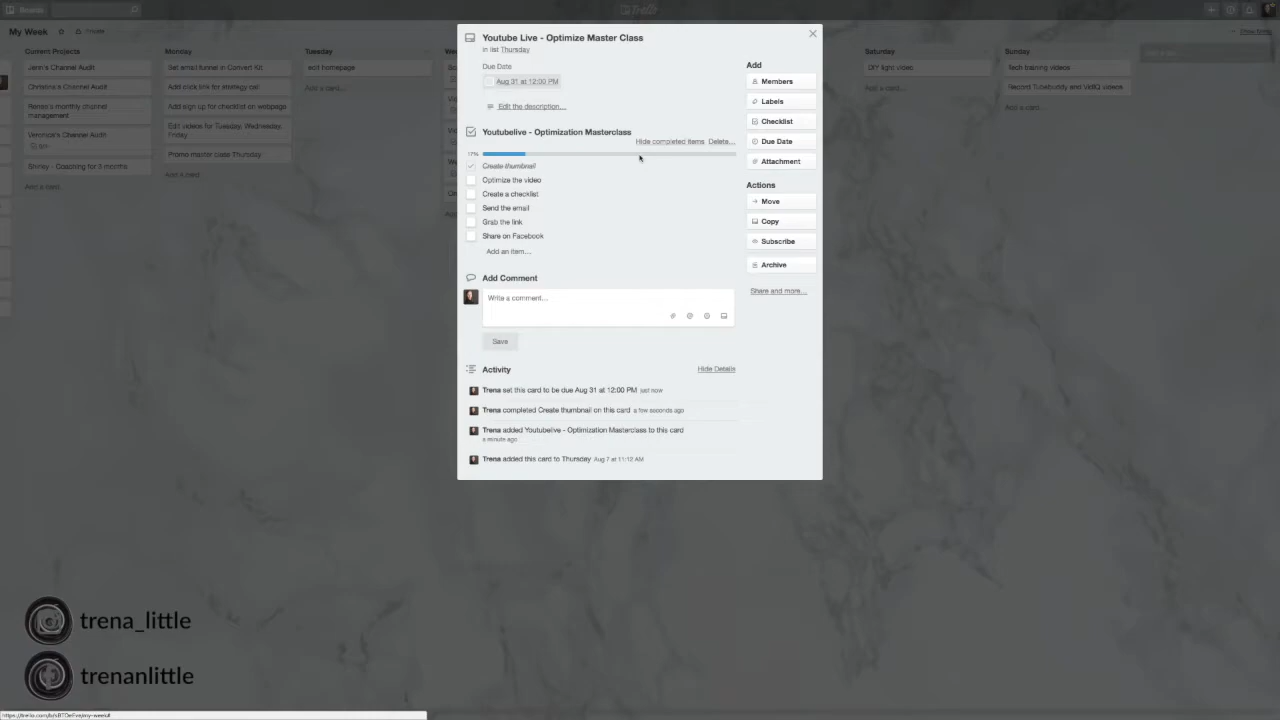 Boards
My Week
Private
Show Menu
Current Projects
Jenn's Channel Audit
Christina's Channel Audit
Renea's monthly channel
management
Veronica's Channel Audit
Shirley - Coaching for 3 months
Add a card...
Monday
Set email funnel in Convert Kit
Add click link for strategy call
Add sign up for checklist on webpage
Edit videos for Tuesday, Wednesday,
Friday
Promo master class Thursday
Add a card...
Tuesday
edit homepage
Add a card...
Youtube Live - Optimize Master Class
in list Thursday
Due Date
Aug 31 at 12:00 PM
Edit the description...
Youtubelive - Optimization Masterclass
Hide completed items Delete...
17%
Create thumbnail
Optimize the video
Create a checklist
Send the email
Grab the link
Share on Facebook
Add an item...
Add Comment
Write a comment...
Save
Activity
Hide Details
Trena set this card to be due Aug 31 at 12:00 PM just now
Trena completed Create thumbnail on this card a few seconds ago
Trena added Youtubelive - Optimization Masterclass to this card
a minute ago
Trena added this card to Thursday Aug 7 at 11:12 AM
Add
Members
Labels
Checklist
Due Date
Attachment
Actions
Move
Copy
Subscribe
Archive
Share and more...
Saturday
DIY light video
Add a card...
Sunday
Tech training videos
Record Tubebuddy and VidIQ videos
Add a card...
trena_little
trenanlittle